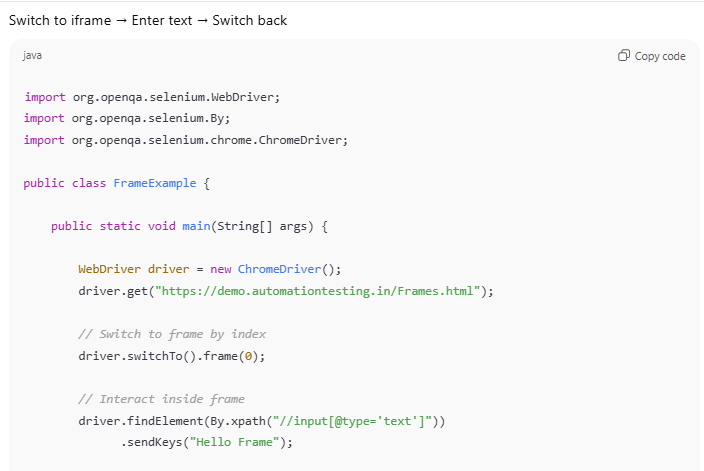 Switch to iframe → Enter text → Switch back
java
Copy code
import org.openqa.selenium.WebDriver;
import org.openqa.selenium.By;
import org.openqa.selenium.chrome.ChromeDriver;
public class FrameExample {
public static void main(String[] args) {
WebDriver driver = new ChromeDriver();
driver.get("https://demo.automationtesting.in/Frames.html");
// Switch to frame by index
driver.switchTo().frame(0);
// Interact inside frame
driver.findElement(By.xpath("//input[@type='text']"))
.sendKeys("Hello Frame");